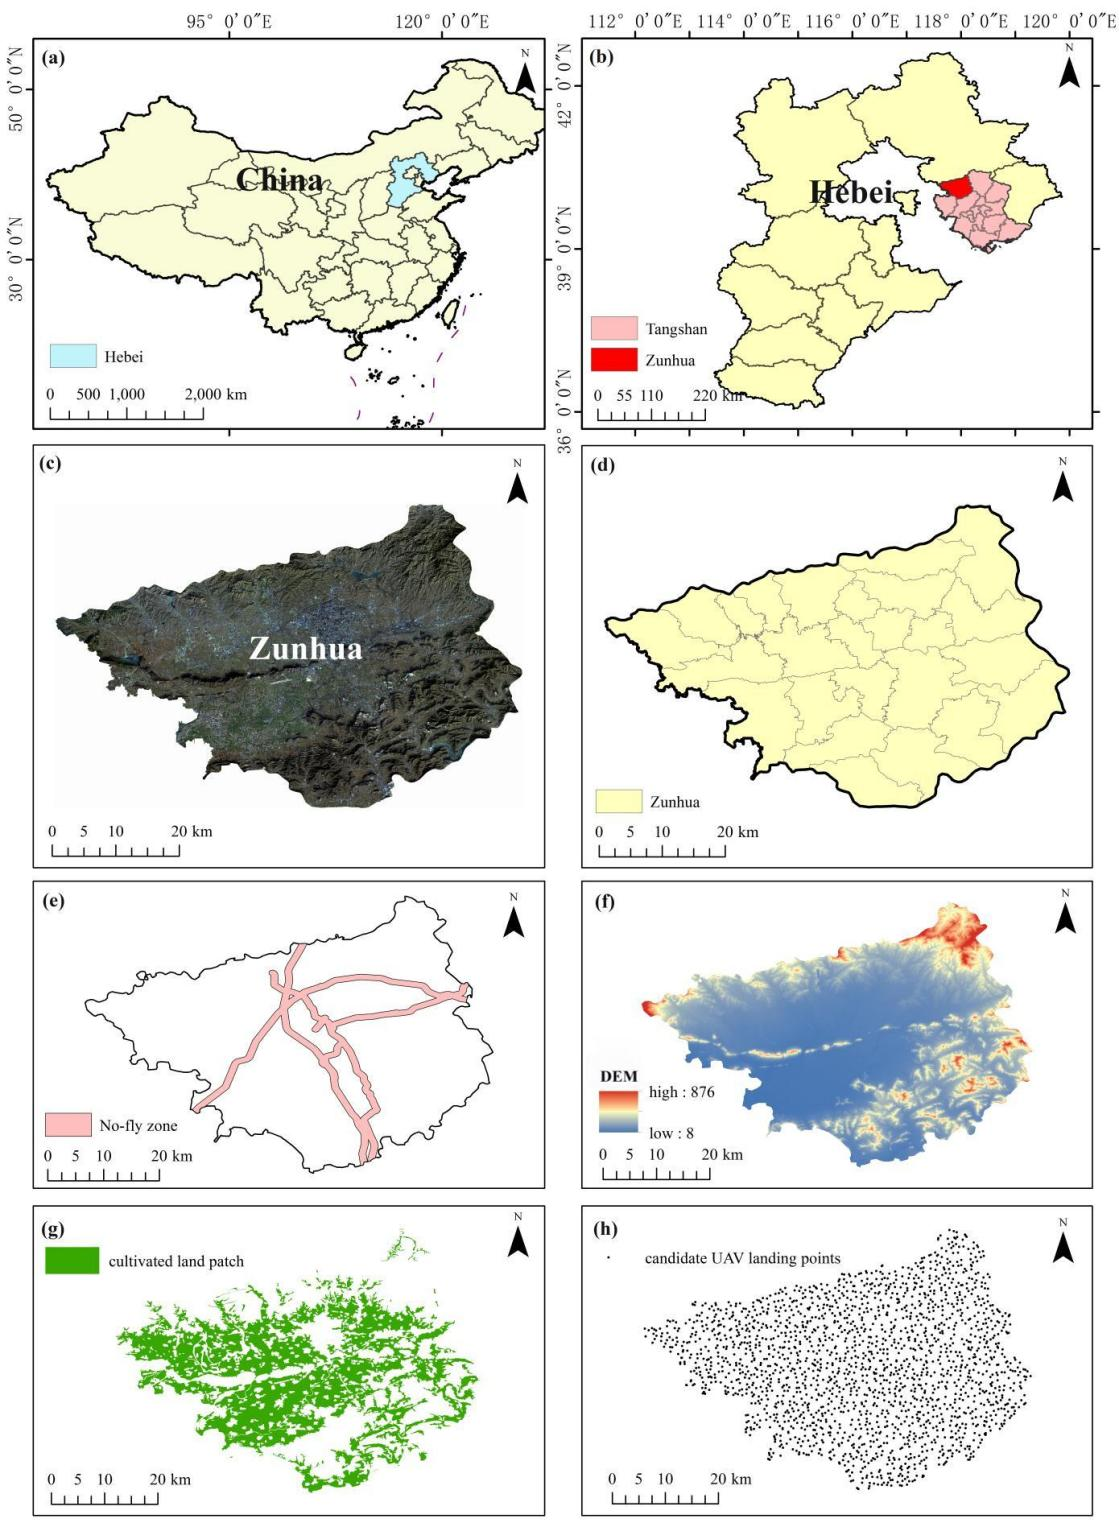 95° 0′0″E 120° 0′0″E
112° 0′0″E 114° 0′0″E 116° 0′0″E 118° 0′0″E 120° 0′0″E
(a)
N
50° 0′0″N
30° 0′0″N
China
Hebei
0 500 1,000 2,000 km
(b)
N
42° 0′0″N
39° 0′0″N
36° 0′0″N
Hebei
Tangshan
Zunhua
0 55 110 220 km
(c)
N
Zunhua
0 5 10 20 km
(d)
N
Zunhua
0 5 10 20 km
(e)
N
No-fly zone
0 5 10 20 km
(f)
N
DEM
high : 876
low : 8
0 5 10 20 km
(g)
N
cultivated land patch
0 5 10 20 km
(h)
N
candidate UAV landing points
0 5 10 20 km